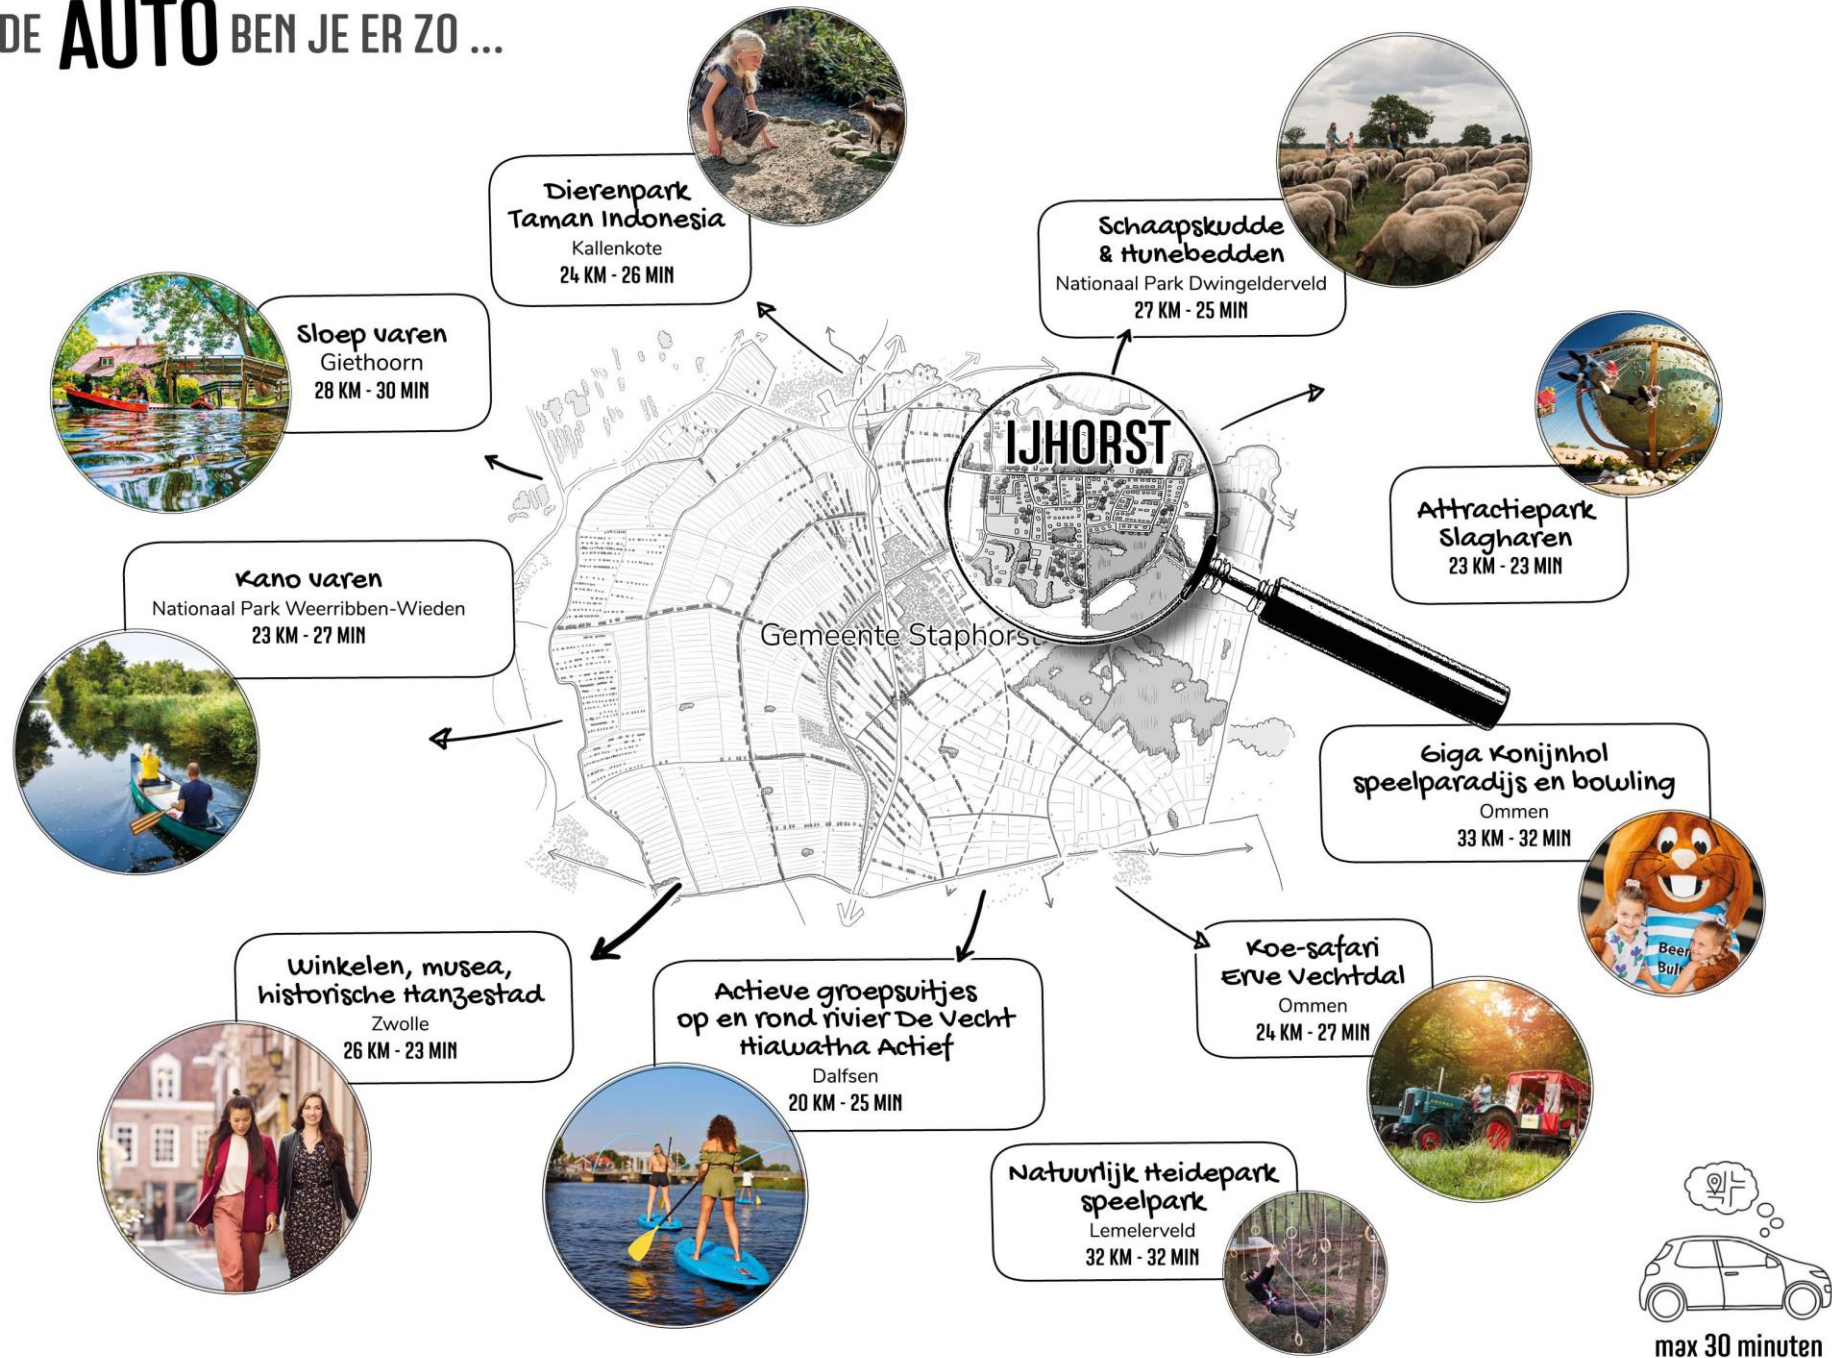 DE AUTO BEN JE ER ZO ...
Dierenpark
Taman Indonesia
Kallenkote
24 KM - 26 MIN
Schaapskudde
& Hunebedden
Nationaal Park Dwingelderveld
27 KM - 25 MIN
Sloep varen
Giethoorn
28 KM - 30 MIN
IJHORST
Attractiepark
Slagharen
23 KM - 23 MIN
Kano varen
Nationaal Park Weerribben-Wieden
23 KM - 27 MIN
Gemeente Staphorst
Giga Konijnhol
speelparadijs en bowling
Ommen
33 KM - 32 MIN
Beer
Bul
Winkelen, musea,
historische Hanzestad
Zwolle
26 KM - 23 MIN
Actieve groepsuitjes
op en rond rivier De Vecht
Hiawatha Actief
Dalfsen
20 KM - 25 MIN
Koe-safari
Erve Vechtdal
Ommen
24 KM - 27 MIN
Natuurlijk Heidepark
speelpark
Lemelerveld
32 KM - 32 MIN
max 30 minuten